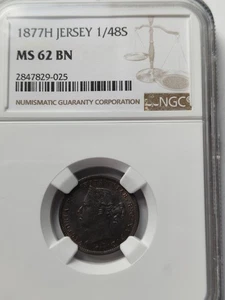 1877H JERSEY 1/48S
MS 62 BN
2847829-025
NUMISMATIC GUARANTY CORPORATION
NGC